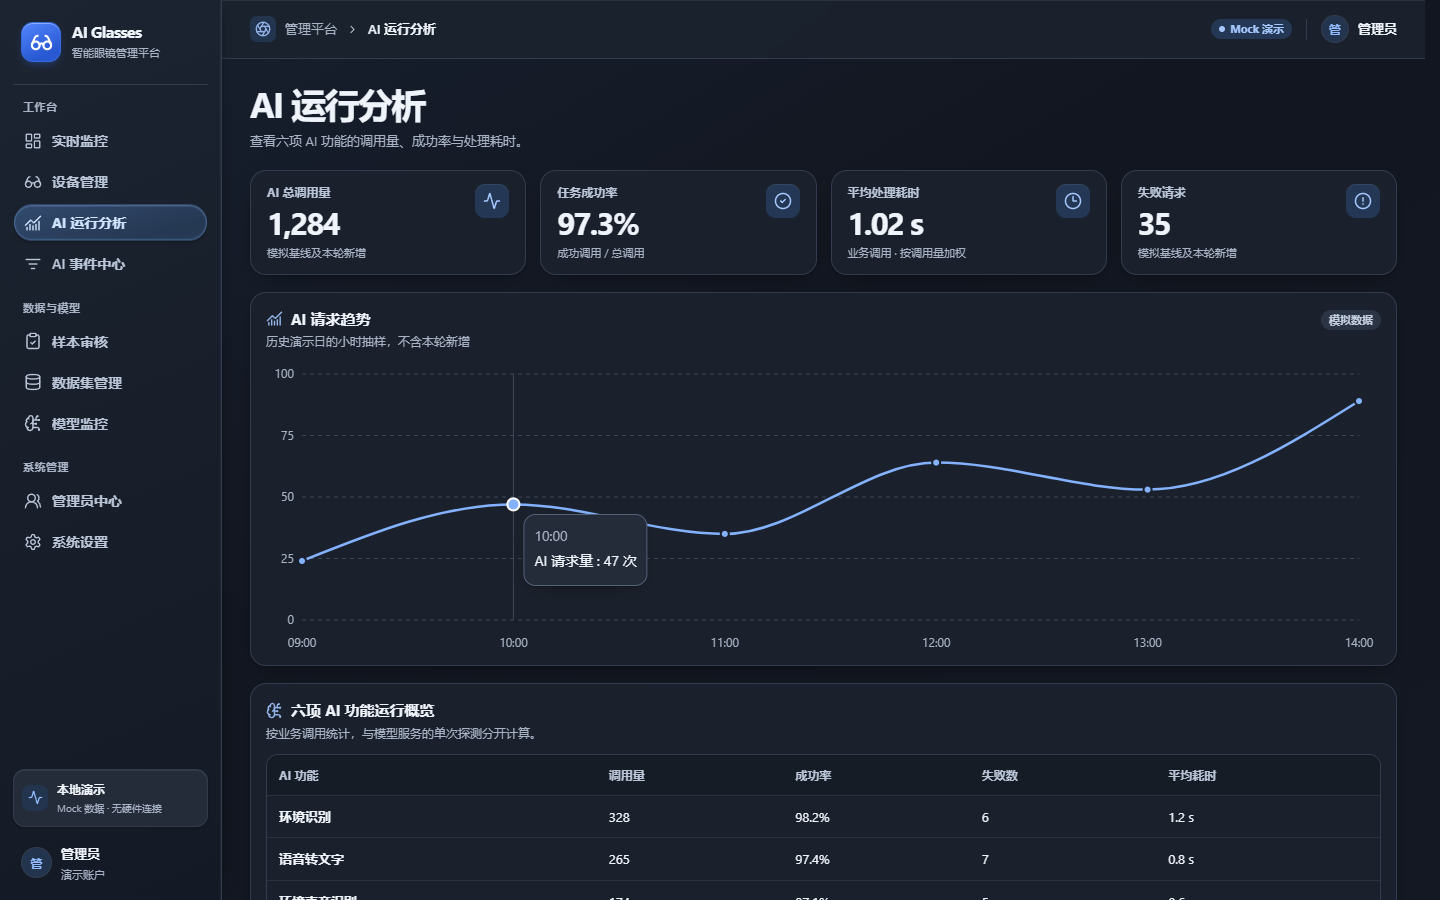 AI Glasses
智能眼镜管理平台
工作台
实时监控
设备管理
AI 运行分析
AI 事件中心
数据与模型
样本审核
数据集管理
模型监控
系统管理
管理员中心
系统设置
本地演示
Mock 数据 · 无硬件连接
管
管理员
演示账户
管理平台 > AI 运行分析
Mock 演示
管 管理员
AI 运行分析
查看六项 AI 功能的调用量、成功率与处理耗时。
AI 总调用量
1,284
模拟基线及本轮新增
任务成功率
97.3%
成功调用 / 总调用
平均处理耗时
1.02 s
业务调用 · 按调用量加权
失败请求
35
模拟基线及本轮新增
AI 请求趋势
模拟数据
历史演示日的小时抽样，不含本轮新增
100
75
50
25
0
10:00
AI 请求量 : 47 次
09:00 10:00 11:00 12:00 13:00 14:00
六项 AI 功能运行概览
按业务调用统计，与模型服务的单次探测分开计算。
AI 功能 调用量 成功率 失败数 平均耗时
环境识别 328 98.2% 6 1.2 s
语音转文字 265 97.4% 7 0.8 s